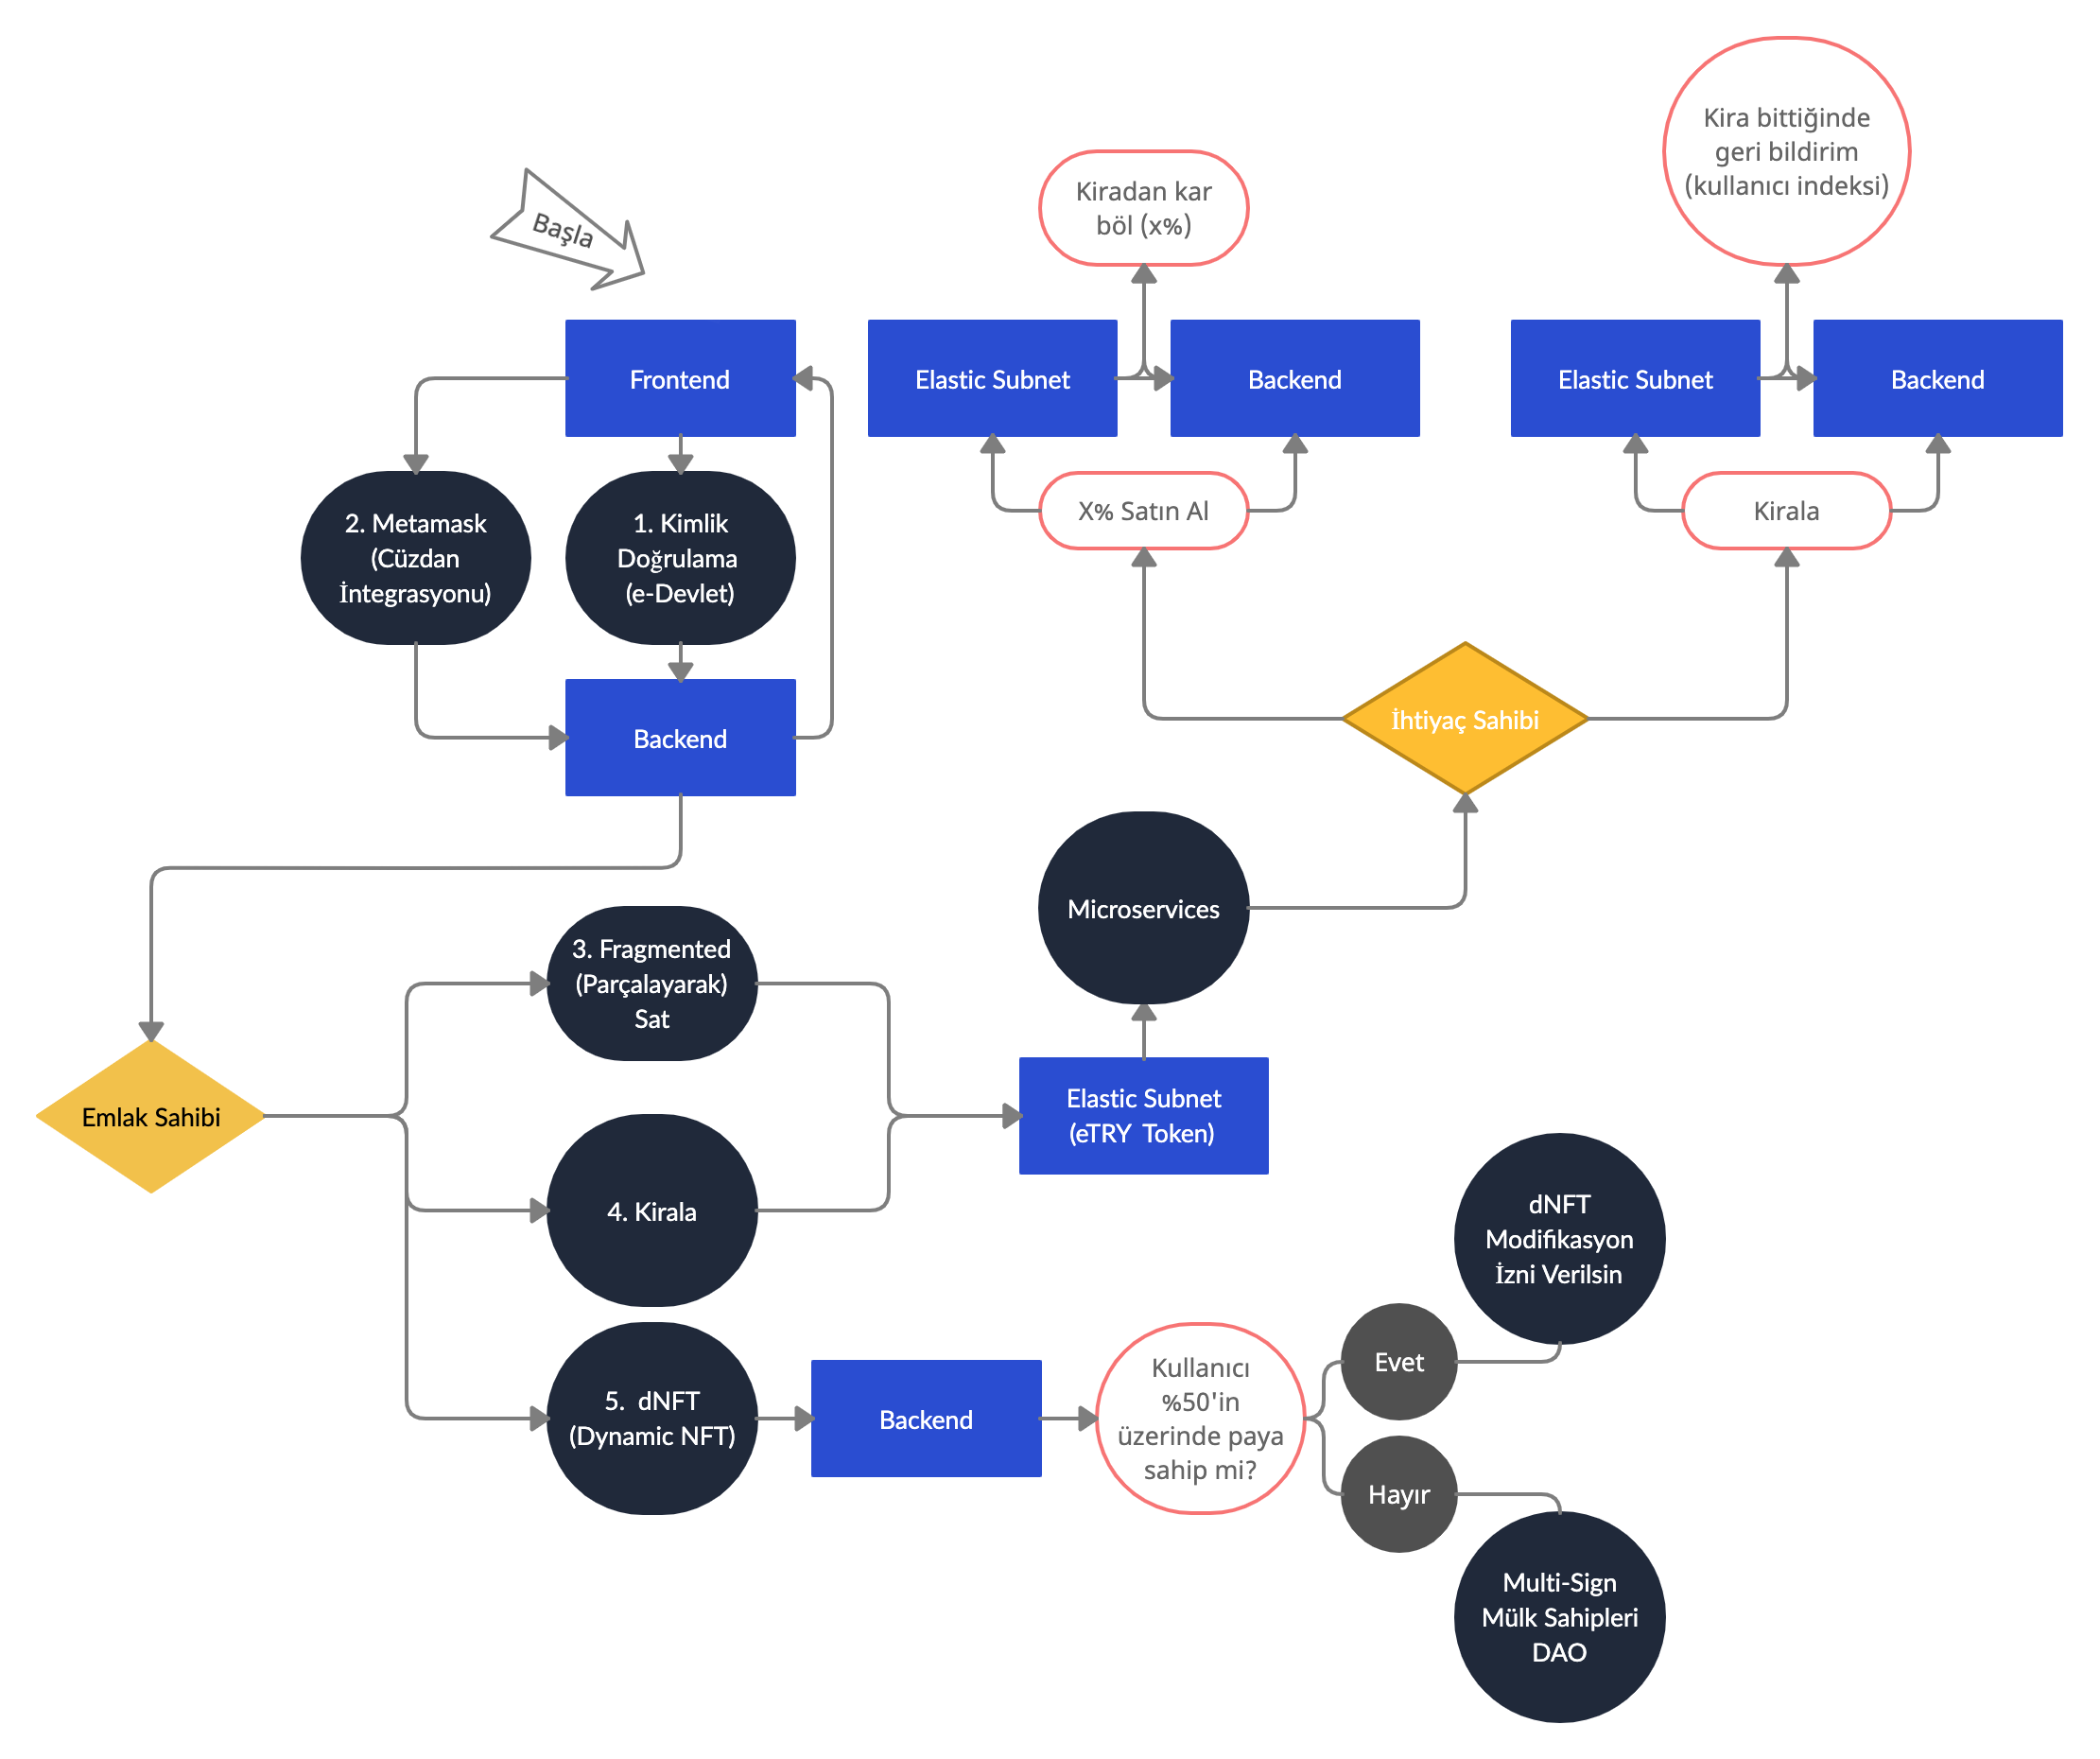 Başla
Frontend
2. Metamask
(Cüzdan
İntegrasyonu)
1. Kimlik
Doğrulama
(e-Devlet)
Backend
Kiradan kar
böl (x%)
Elastic Subnet
Backend
X% Satın Al
Kira bittiğinde
geri bildirim
(kullanıcı indeksi)
Elastic Subnet
Backend
Kirala
İhtiyaç Sahibi
Microservices
Elastic Subnet
(eTRY  Token)
Emlak Sahibi
3. Fragmented
(Parçalayarak)
Sat
4. Kirala
5.  dNFT
(Dynamic NFT)
Backend
Kullanıcı
%50'in
üzerinde paya
sahip mi?
Evet
Hayır
dNFT
Modifikasyon
İzni Verilsin
Multi-Sign
Mülk Sahipleri
DAO